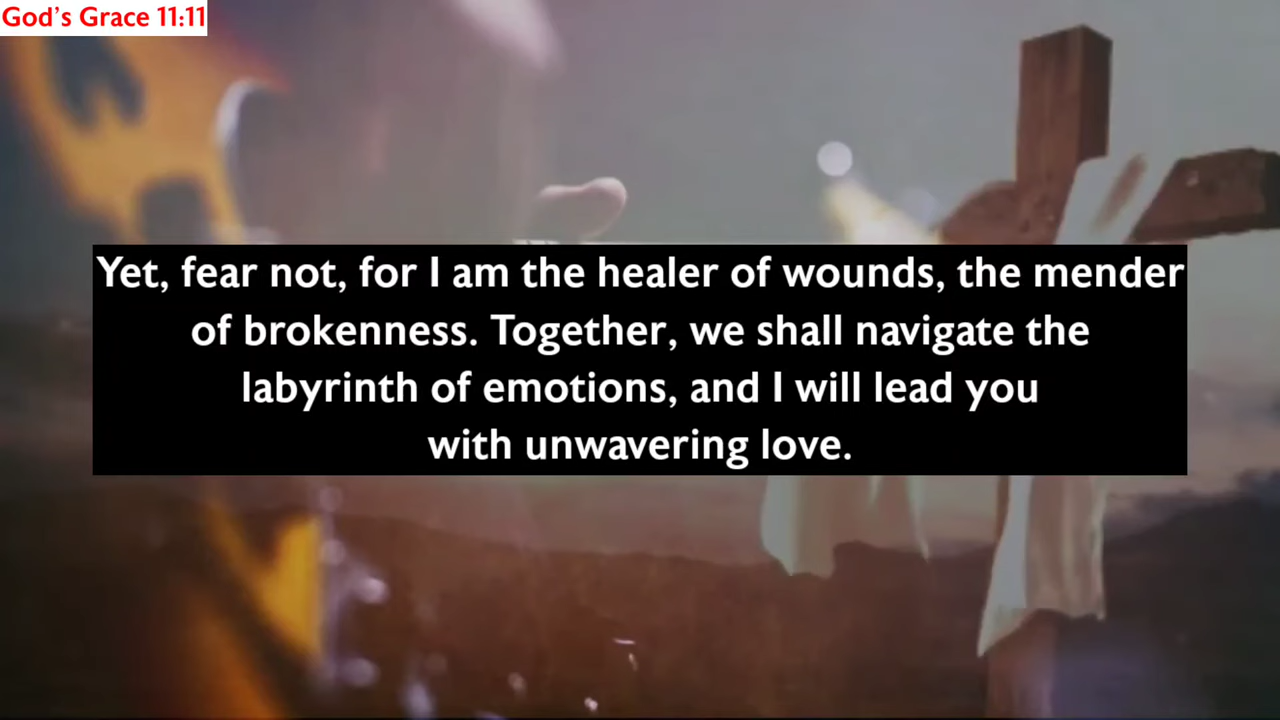 God's Grace 11:11
Yet, fear not, for I am the healer of wounds, the mender
of brokenness. Together, we shall navigate the
labyrinth of emotions, and I will lead you
with unwavering love.